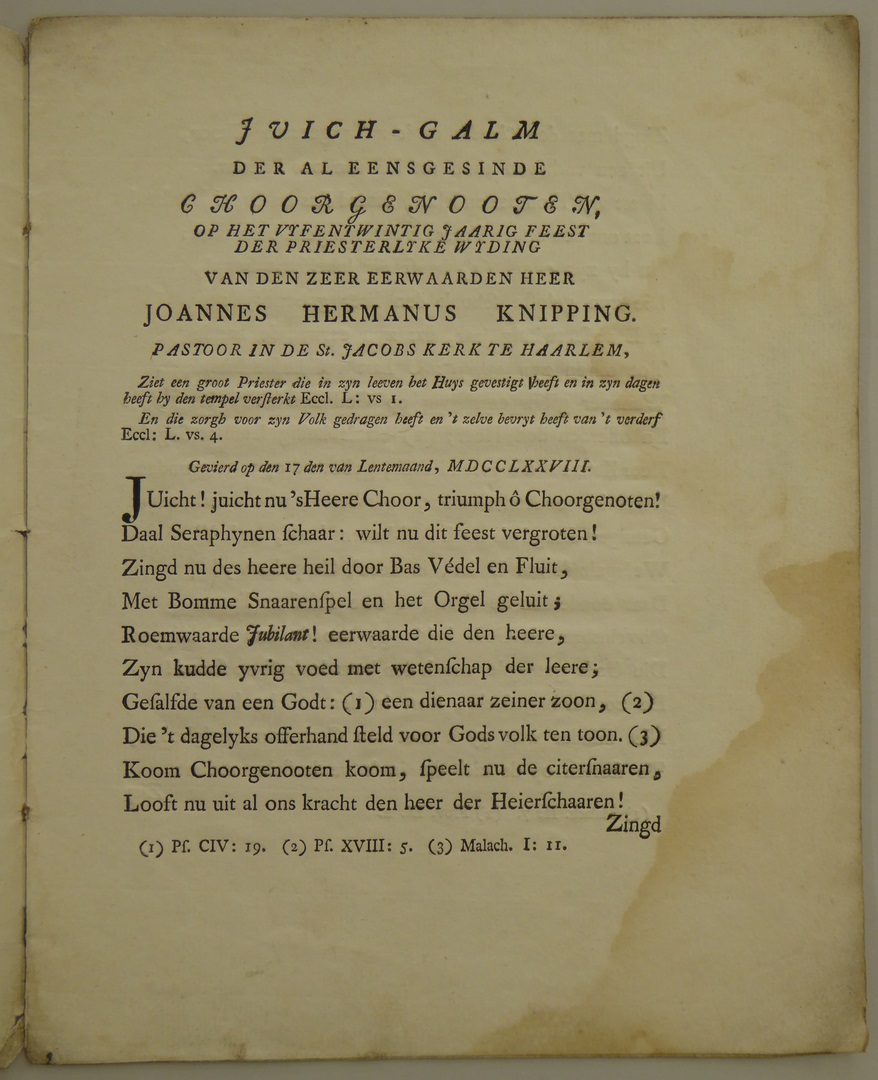 JUICH-GALM
DER AL EENSGESINDE
CHOORGENOOTEN,
OP HET VYFENTWINTIG JAARIG FEEST
DER PRIESTERLYKE WYDING
VAN DEN ZEER EERWAARDEN HEER
JOANNES HERMANUS KNIPPING.
PASTOOR IN DE St. JACOBS KERK TE HAARLEM,
Ziet een groot Priester die in zyn leeven het Huys gevestigt heeft en in zyn dagen
heeft hy den tempel verſterkt Eccl. L: vs 1.
En die zorgh voor zyn Volk gedragen heeft en 't zelve bevryt heeft van 't verderf
Eccl: L. vs. 4.
Gevierd op den 17 den van Lentemaand, MDCCLXXVIII.
JUicht! juicht nu 'sHeere Choor, triumph ô Choorgenoten!
Daal Seraphynen ſchaar: wilt nu dit feest vergroten!
Zingd nu des heere heil door Bas Védel en Fluit,
Met Bomme Snaarenſpel en het Orgel geluit;
Roemwaarde Jubilant! eerwaarde die den heere,
Zyn kudde yvrig voed met wetenſchap der leere;
Geſalfde van een Godt: (1) een dienaar zeiner zoon, (2)
Die 't dagelyks offerhand ſteld voor Gods volk ten toon. (3)
Koom Choorgenooten koom, ſpeelt nu de citerſnaaren,
Looft nu uit al ons kracht den heer der Heierſchaaren!
Zingd
(1) Pſ. CIV: 19. (2) Pſ. XVIII: 5. (3) Malach. I: 11.